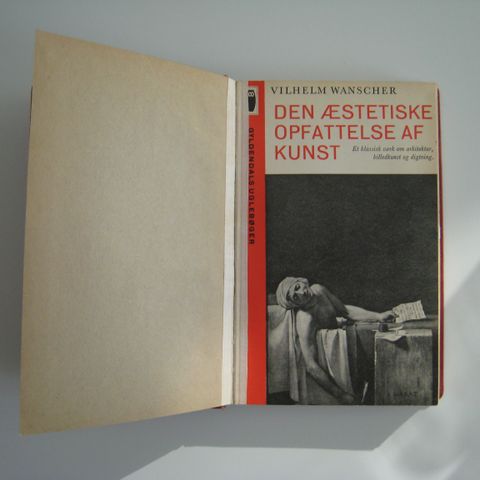 VILHELM WANSCHER
DEN ÆSTETISKE
OPFATTELSE AF
KUNST
Et klassisk værk om arkitektur,
billedkunst og digtning.
GYLDENDALS UGLEBØGER